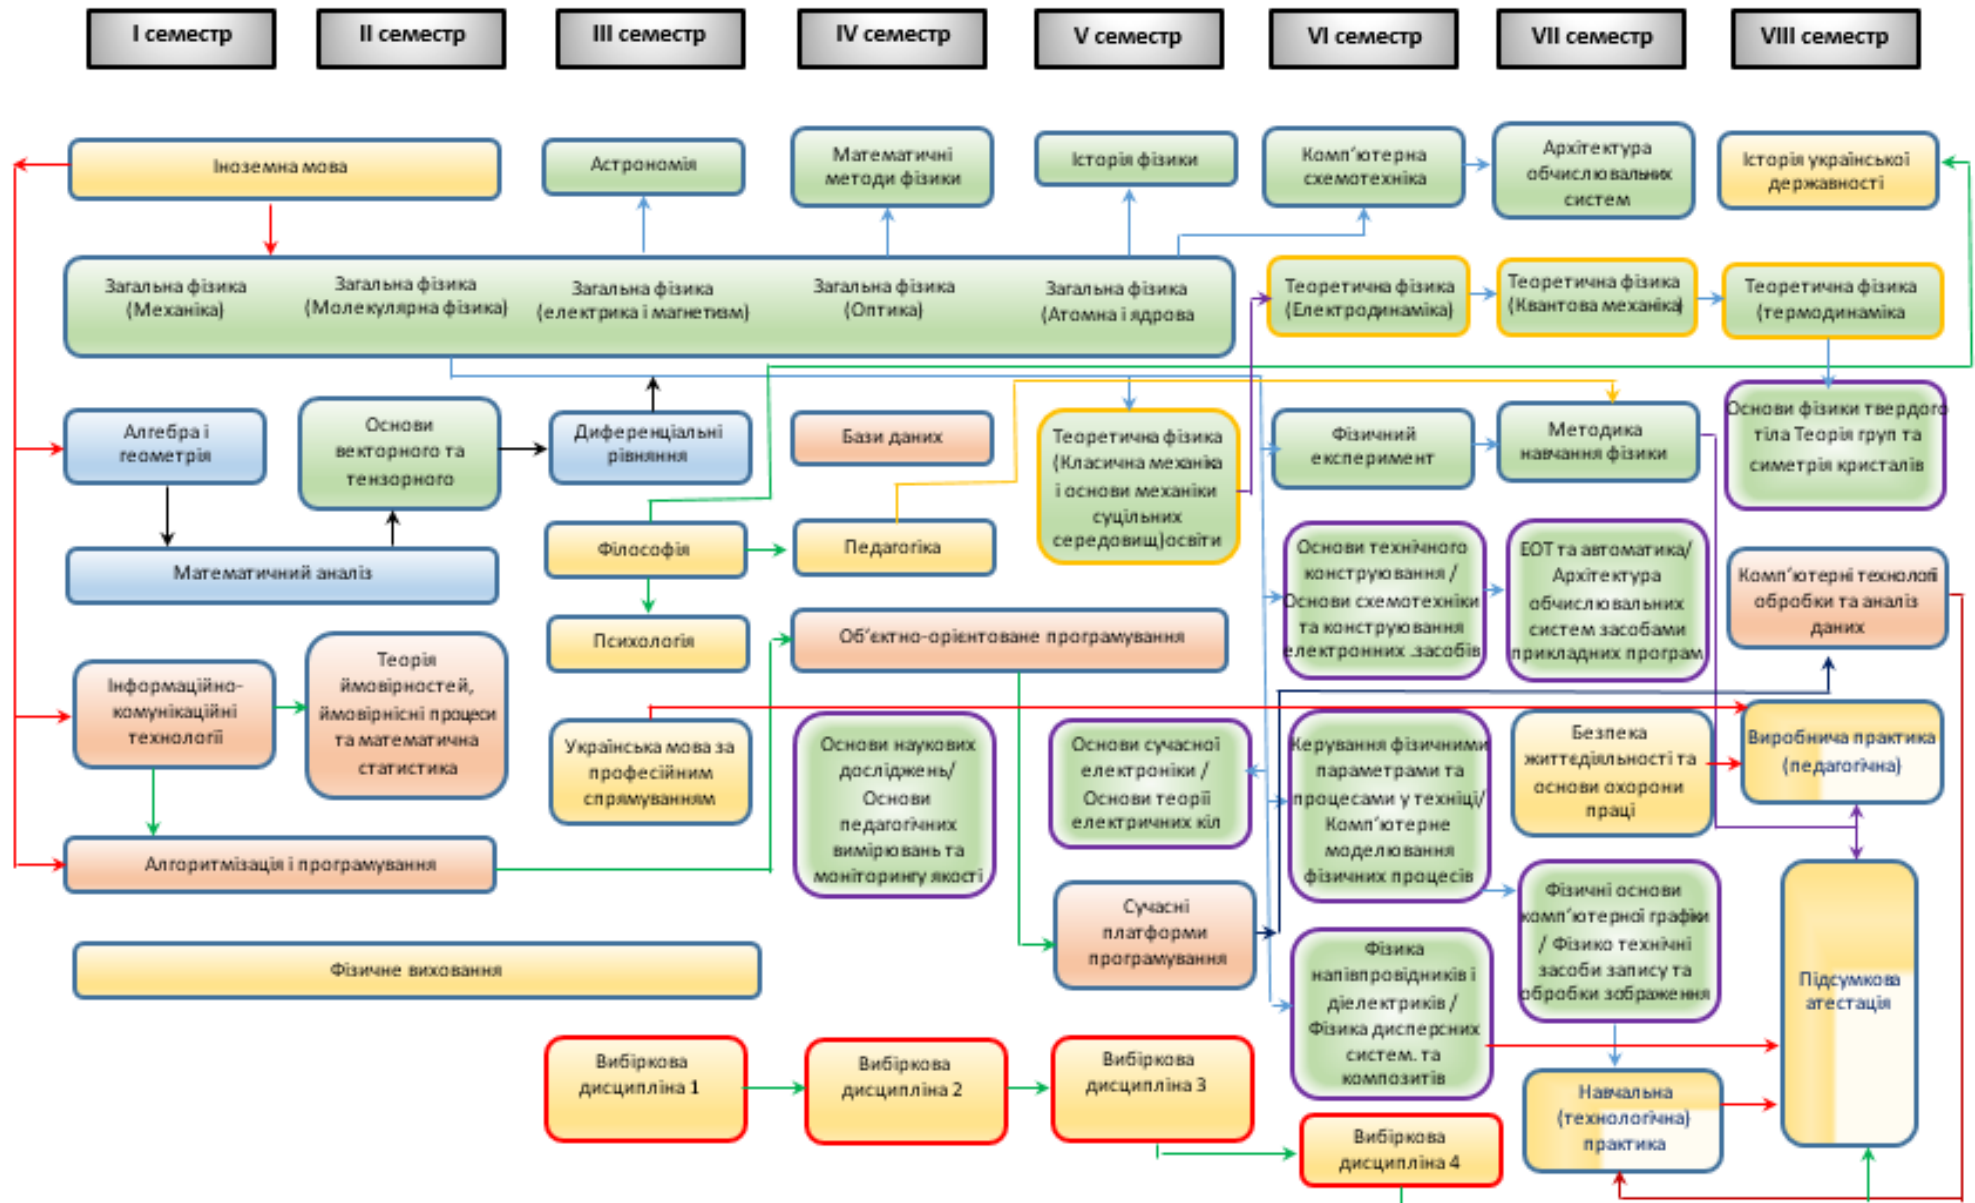 І семестр
ІІ семестр
ІІІ семестр
IV семестр
V семестр
VI семестр
VII семестр
VIII семестр
Іноземна мова
Астрономія
Математичні
методи фізики
Історія фізики
Комп’ютерна
схемотехніка
Архітектура
обчислювальних
систем
Історія української
державності
Загальна фізика
(Механіка)
Загальна фізика
(Молекулярна фізика)
Загальна фізика
(електрика і магнетизм)
Загальна фізика
(Оптика)
Загальна фізика
(Атомна і ядрова
Теоретична фізика
(Електродинаміка)
Теоретична фізика
(Квантова механіка)
Теоретична фізика
(термодинаміка
Алгебра і
геометрія
Основи
векторного та
тензорного
Диференціальні
рівняння
Бази даних
Теоретична фізика
(Класична механіка
і основи механіки
суцільних
середовищ)освіти
Фізичний
експеримент
Методика
навчання фізики
Основи фізики твердого
тіла Теорія груп та
симетрія кристалів
Математичний аналіз
Філософія
Педагогіка
Основи технічного
конструювання /
Основи схемотехніки
та конструювання
електронних .засобів
ЕОТ та автоматика/
Архітектура
обчислювальних
систем засобами
прикладних програм
Комп’ютерні технології
обробки та аналіз
даних
Психологія
Об’єктно-орієнтоване програмування
Інформаційно-
комунікаційні
технології
Теорія
ймовірностей,
ймовірнісні процеси
та математична
статистика
Українська мова за
професійним
спрямуванням
Основи наукових
досліджень/
Основи
педагогічних
вимірювань та
моніторингу якості
Основи сучасної
електроніки /
Основи теорії
електричних кіл
Керування фізичними
параметрами та
процесами у техніці/
Комп’ютерне
моделювання
фізичних процесів
Безпека
життєдіяльності та
основи охорони
праці
Виробнича практика
(педагогічна)
Алгоритмізація і програмування
Сучасні
платформи
програмування
Фізичні основи
комп’ютерної графіки
/ Фізико технічні
засоби запису та
обробки зображення
Фізичне виховання
Фізика
напівпровідників і
діелектриків /
Фізика дисперсних
систем. та
композитів
Підсумкова
атестація
Вибіркова
дисципліна 1
Вибіркова
дисципліна 2
Вибіркова
дисципліна 3
Вибіркова
дисципліна 4
Навчальна
(технологічна)
практика